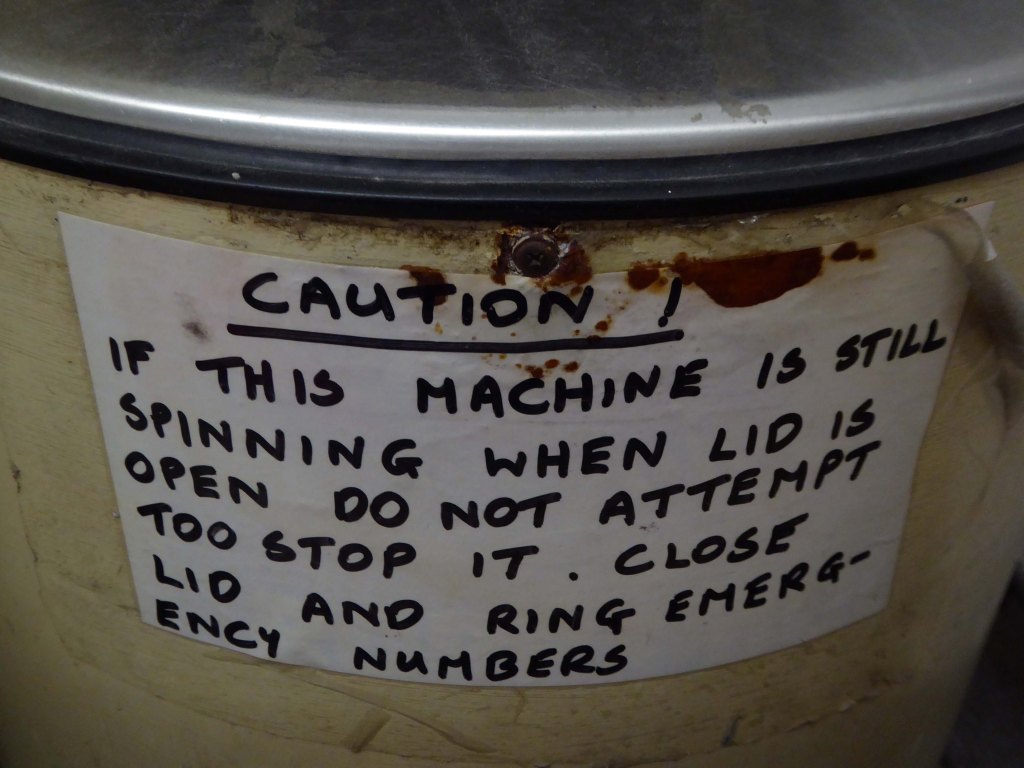 CAUTION !
IF THIS MACHINE IS STILL
SPINNING WHEN LID IS
OPEN DO NOT ATTEMPT
TOO STOP IT. CLOSE
LID AND RING EMERG-
ENCY NUMBERS